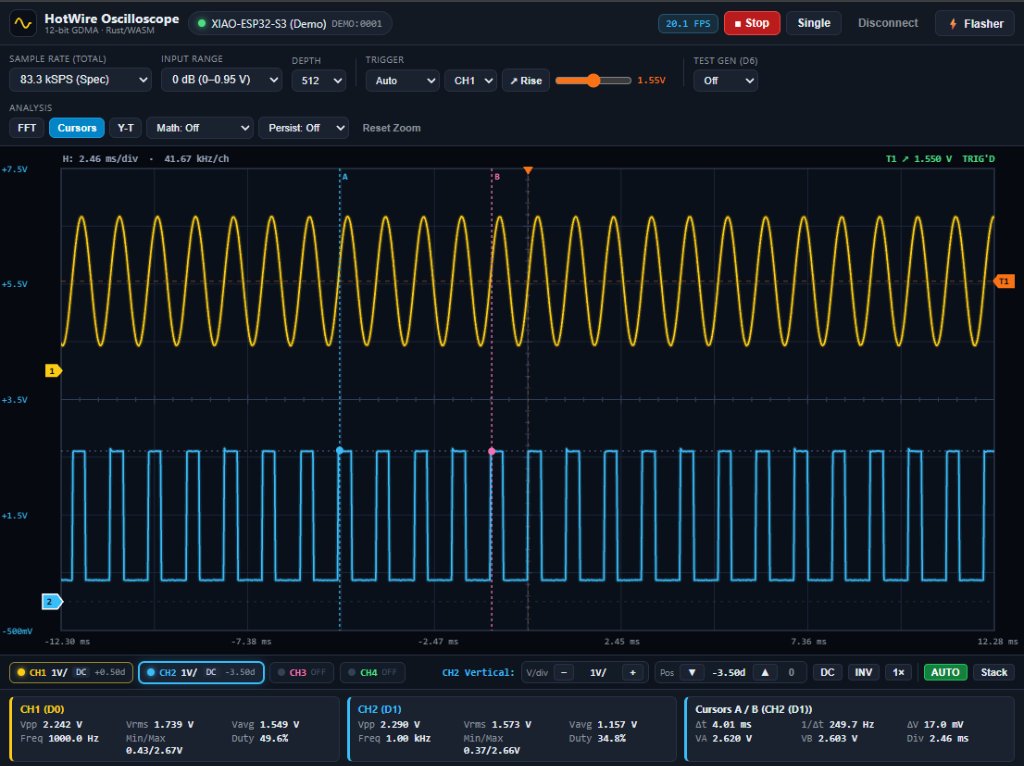 HotWire Oscilloscope
12-bit GDMA · Rust/WASM
XIAO-ESP32-S3 (Demo) DEMO:0001
20.1 FPS
Stop
Single
Disconnect
Flasher
SAMPLE RATE (TOTAL)
83.3 kSPS (Spec)
INPUT RANGE
0 dB (0–0.95 V)
DEPTH
512
TRIGGER
Auto
CH1
↗ Rise
1.55V
TEST GEN (D6)
Off
ANALYSIS
FFT
Cursors
Y-T
Math: Off
Persist: Off
Reset Zoom
H: 2.46 ms/div · 41.67 kHz/ch
T1 ↗ 1.550 V TRIG'D
+7.5V
A
B
+5.5V
T1
1
+3.5V
+1.5V
2
-500mV
-12.30 ms
-7.38 ms
-2.47 ms
2.45 ms
7.36 ms
12.28 ms
CH1 1V/ DC +0.50d
CH2 1V/ DC -3.50d
CH3 OFF
CH4 OFF
CH2 Vertical:
V/div − 1V/ +
Pos ▼ -3.50d ▲ 0
DC
INV
1×
AUTO
Stack
CH1 (D0)
Vpp 2.242 V Vrms 1.739 V Vavg 1.549 V
Freq 1000.0 Hz Min/Max 0.43/2.67V Duty 49.6%
CH2 (D1)
Vpp 2.290 V Vrms 1.573 V Vavg 1.157 V
Freq 1.00 kHz Min/Max 0.37/2.66V Duty 34.8%
Cursors A / B (CH2 (D1))
Δt 4.01 ms 1/Δt 249.7 Hz ΔV 17.0 mV
VA 2.620 V VB 2.603 V Div 2.46 ms